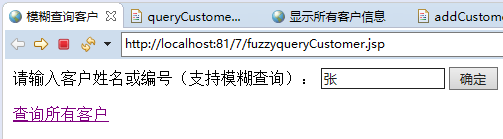 模糊查询客户
queryCustome...
显示所有客户信息
addCustom
http://localhost:81/7/fuzzyqueryCustomer.jsp
请输入客户姓名或编号（支持模糊查询）： 张 确定
查询所有客户